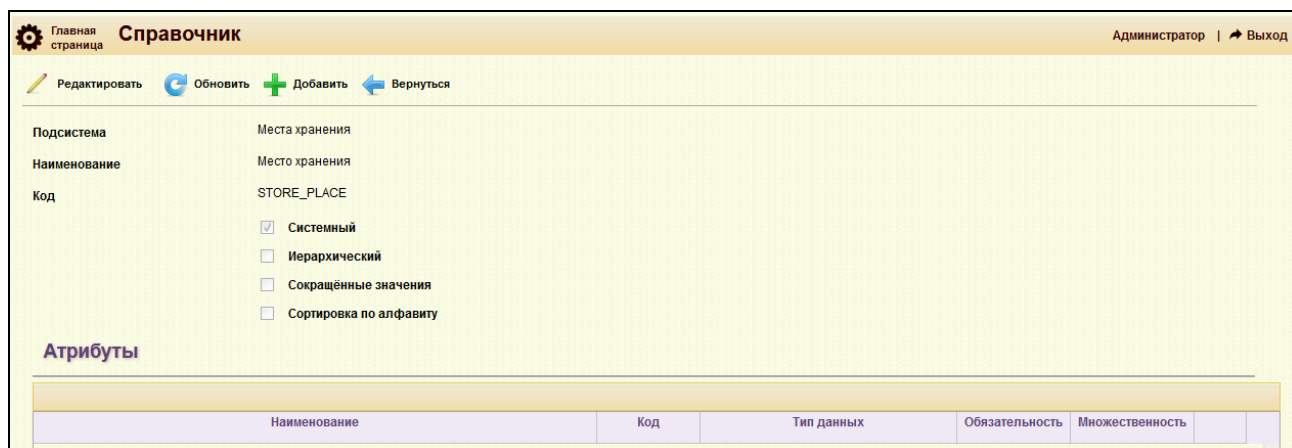 Главная страница Справочник Администратор | Выход
Редактировать Обновить Добавить Вернуться
Подсистема Места хранения
Наименование Место хранения
Код STORE_PLACE
Системный
Иерархический
Сокращённые значения
Сортировка по алфавиту
Атрибуты
Наименование Код Тип данных Обязательность Множественность